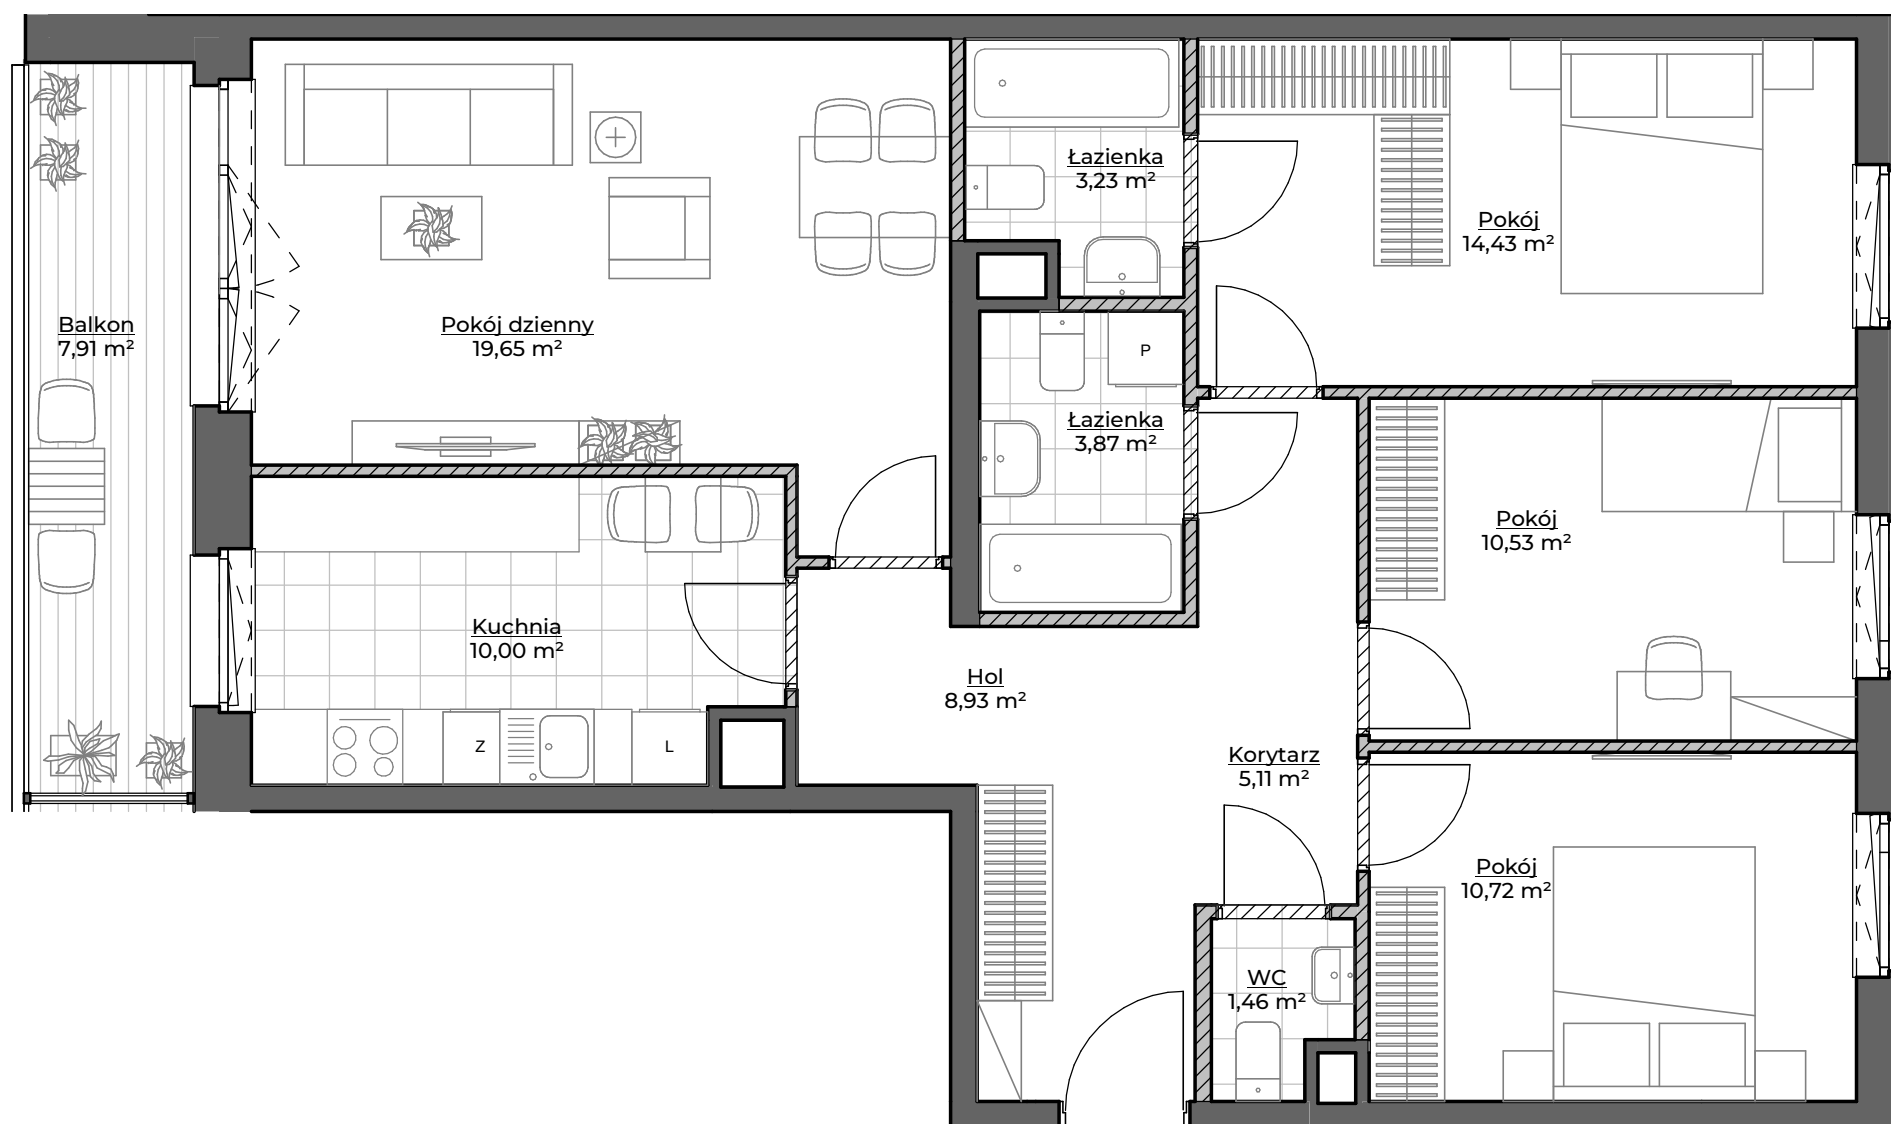 Łazienka
3,23 m²
Pokój
14,43 m²
Balkon
7,91 m²
Pokój dzienny
19,65 m²
P
Łazienka
3,87 m²
Pokój
10,53 m²
Kuchnia
10,00 m²
Hol
8,93 m²
Z
L
Korytarz
5,11 m²
Pokój
10,72 m²
WC
1,46 m²